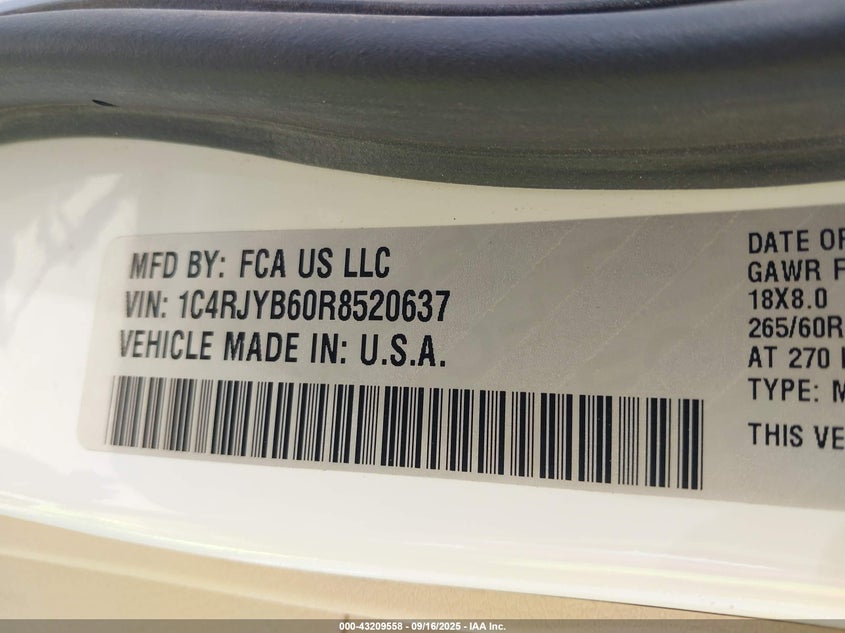 MFD BY: FCA US LLC
VIN: 1C4RJYB60R8520637
VEHICLE MADE IN: U.S.A.
DATE OF
GAWR F
18X8.0
265/60R
AT 270
TYPE: M
THIS VE
000-43209558 - 09/16/2025 - IAA Inc.